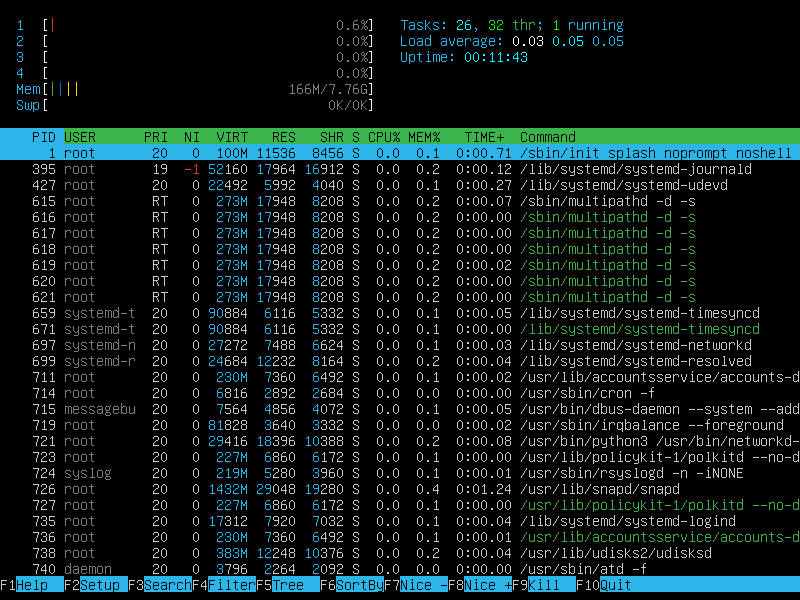 1 [| 0.6%] Tasks: 26, 32 thr; 1 running
2 [ 0.0%] Load average: 0.03 0.05 0.05
3 [ 0.0%] Uptime: 00:11:43
4 [ 0.0%]
Mem[|||| 166M/7.76G]
Swp[ 0K/0K]
PID USER PRI NI VIRT RES SHR S CPU% MEM% TIME+ Command
1 root 20 0 100M 11536 8456 S 0.0 0.1 0:00.71 /sbin/init splash noprompt noshell
395 root 19 -1 52160 17964 16912 S 0.0 0.2 0:00.12 /lib/systemd/systemd-journald
427 root 20 0 22492 5992 4040 S 0.0 0.1 0:00.27 /lib/systemd/systemd-udevd
615 root RT 0 273M 17948 8208 S 0.0 0.2 0:00.07 /sbin/multipathd -d -s
616 root RT 0 273M 17948 8208 S 0.0 0.2 0:00.00 /sbin/multipathd -d -s
617 root RT 0 273M 17948 8208 S 0.0 0.2 0:00.00 /sbin/multipathd -d -s
618 root RT 0 273M 17948 8208 S 0.0 0.2 0:00.00 /sbin/multipathd -d -s
619 root RT 0 273M 17948 8208 S 0.0 0.2 0:00.02 /sbin/multipathd -d -s
620 root RT 0 273M 17948 8208 S 0.0 0.2 0:00.00 /sbin/multipathd -d -s
621 root RT 0 273M 17948 8208 S 0.0 0.2 0:00.00 /sbin/multipathd -d -s
659 systemd-t 20 0 90884 6116 5332 S 0.0 0.1 0:00.05 /lib/systemd/systemd-timesyncd
671 systemd-t 20 0 90884 6116 5332 S 0.0 0.1 0:00.00 /lib/systemd/systemd-timesyncd
697 systemd-n 20 0 27272 7488 6624 S 0.0 0.1 0:00.03 /lib/systemd/systemd-networkd
699 systemd-r 20 0 24684 12232 8164 S 0.0 0.2 0:00.04 /lib/systemd/systemd-resolved
711 root 20 0 230M 7360 6492 S 0.0 0.1 0:00.02 /usr/lib/accountsservice/accounts-d
714 root 20 0 6816 2892 2684 S 0.0 0.0 0:00.00 /usr/sbin/cron -f
715 messagebu 20 0 7564 4856 4072 S 0.0 0.1 0:00.05 /usr/bin/dbus-daemon --system --add
719 root 20 0 81828 3640 3332 S 0.0 0.0 0:00.02 /usr/sbin/irqbalance --foreground
721 root 20 0 29416 18396 10388 S 0.0 0.2 0:00.08 /usr/bin/python3 /usr/bin/networkd-
723 root 20 0 227M 6860 6172 S 0.0 0.1 0:00.00 /usr/lib/policykit-1/polkitd --no-d
724 syslog 20 0 219M 5280 3960 S 0.0 0.1 0:00.01 /usr/sbin/rsyslogd -n -iNONE
726 root 20 0 1432M 29048 19280 S 0.0 0.4 0:01.24 /usr/lib/snapd/snapd
727 root 20 0 227M 6860 6172 S 0.0 0.1 0:00.00 /usr/lib/policykit-1/polkitd --no-d
735 root 20 0 17312 7920 7032 S 0.0 0.1 0:00.04 /lib/systemd/systemd-logind
736 root 20 0 230M 7360 6492 S 0.0 0.1 0:00.01 /usr/lib/accountsservice/accounts-d
738 root 20 0 383M 12248 10376 S 0.0 0.2 0:00.04 /usr/lib/udisks2/udisksd
740 daemon 20 0 3796 2264 2092 S 0.0 0.0 0:00.00 /usr/sbin/atd -f
F1Help F2Setup F3SearchF4FilterF5Tree F6SortByF7Nice -F8Nice +F9Kill F10Quit